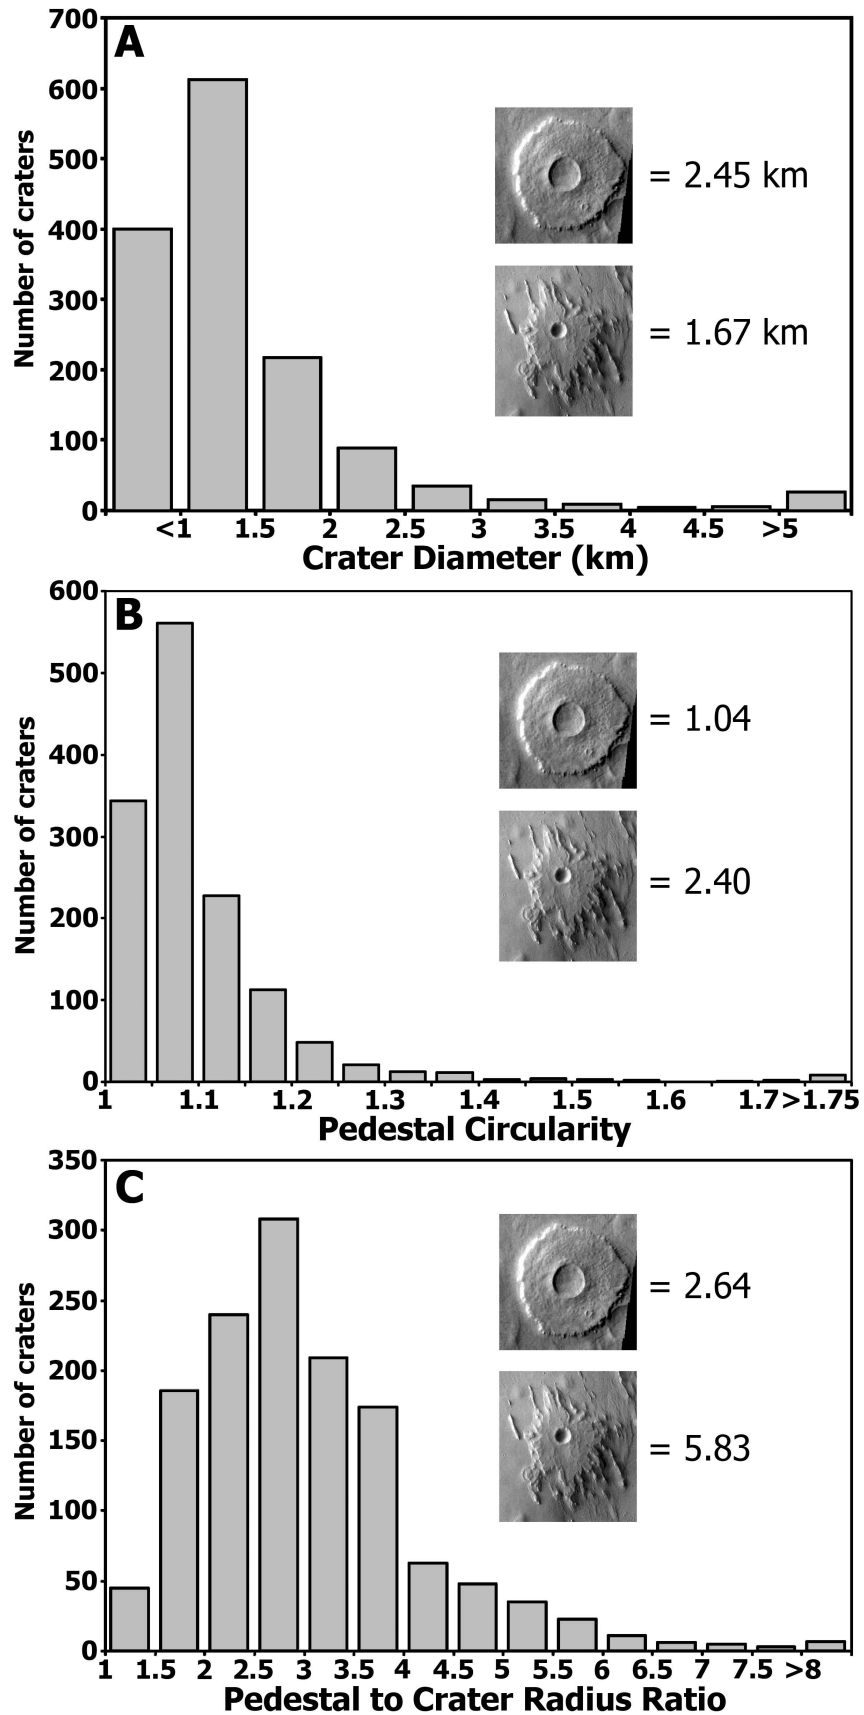 A
700
600
500
400
300
200
100
0
Number of craters
= 2.45 km
= 1.67 km
<1 1.5 2 2.5 3 3.5 4 4.5 >5
Crater Diameter (km)
B
600
500
400
300
200
100
0
Number of craters
= 1.04
= 2.40
1 1.1 1.2 1.3 1.4 1.5 1.6 1.7 >1.75
Pedestal Circularity
C
350
300
250
200
150
100
50
0
Number of craters
= 2.64
= 5.83
1 1.5 2 2.5 3 3.5 4 4.5 5 5.5 6 6.5 7 7.5 >8
Pedestal to Crater Radius Ratio